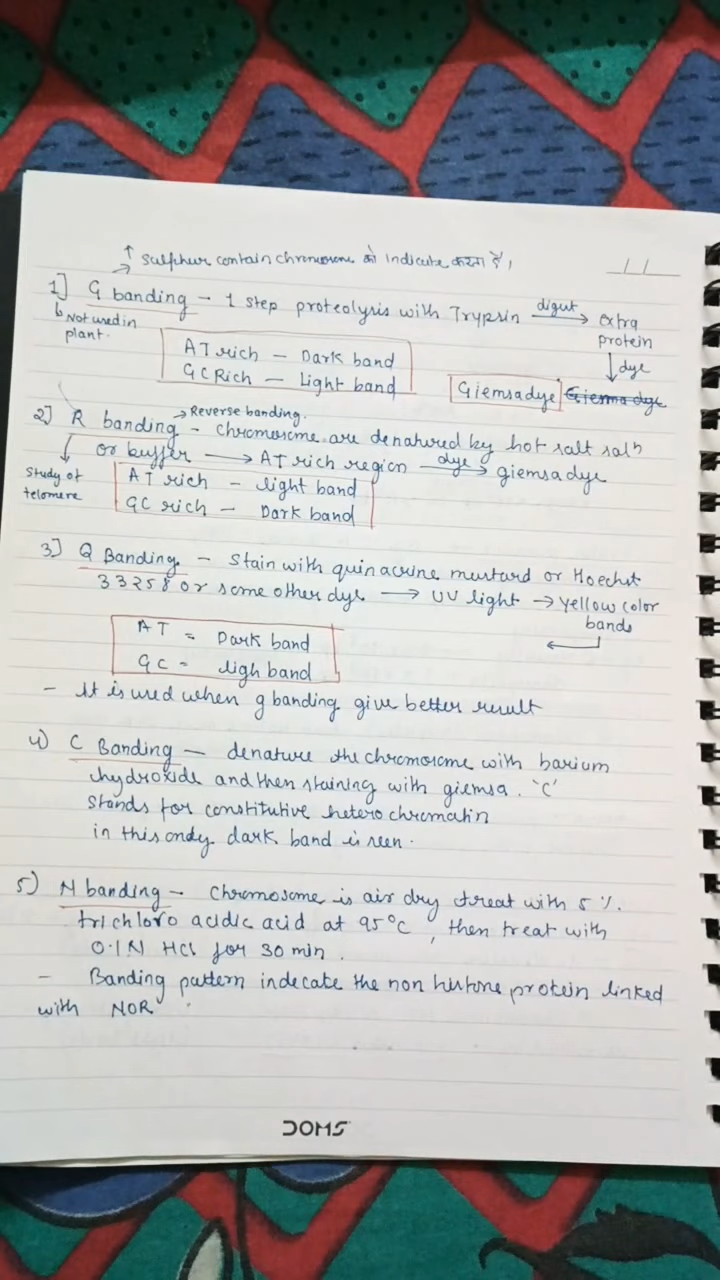 ↑ Sulphur contain chromosome को indicate करता है।
1] G banding – 1 step proteolysis with Trypsin digest → extra protein
↳ Not used in plant.
↓ dye
AT rich – Dark band
GC Rich – Light band
Giemsa dye Giemsa dye
→ Reverse banding.
2] R banding – chromosome are denatured by hot salt salⁿ
or buffer → AT rich region dye → giemsa dye
↓ Study of telomere
AT rich – light band
GC rich – Dark band
3] Q Banding – Stain with quinacrine mustard or Hoechst
33258 or some other dye → UV light → yellow color
bands
AT = Dark band
GC = ligh band
– It is used when g banding give better result
4) C Banding – denature the chromosome with barium
hydroxide and then staining with giemsa. 'C'
stands for constitutive hetero chromatin
in this only dark band is seen.
5) N banding – Chromosome is air dry treat with 5 %.
trichloro acidic acid at 95°C, then treat with
0.1N HCl for 30 min.
– Banding pattern indecate the non histone protein linked
with NOR
DOMS